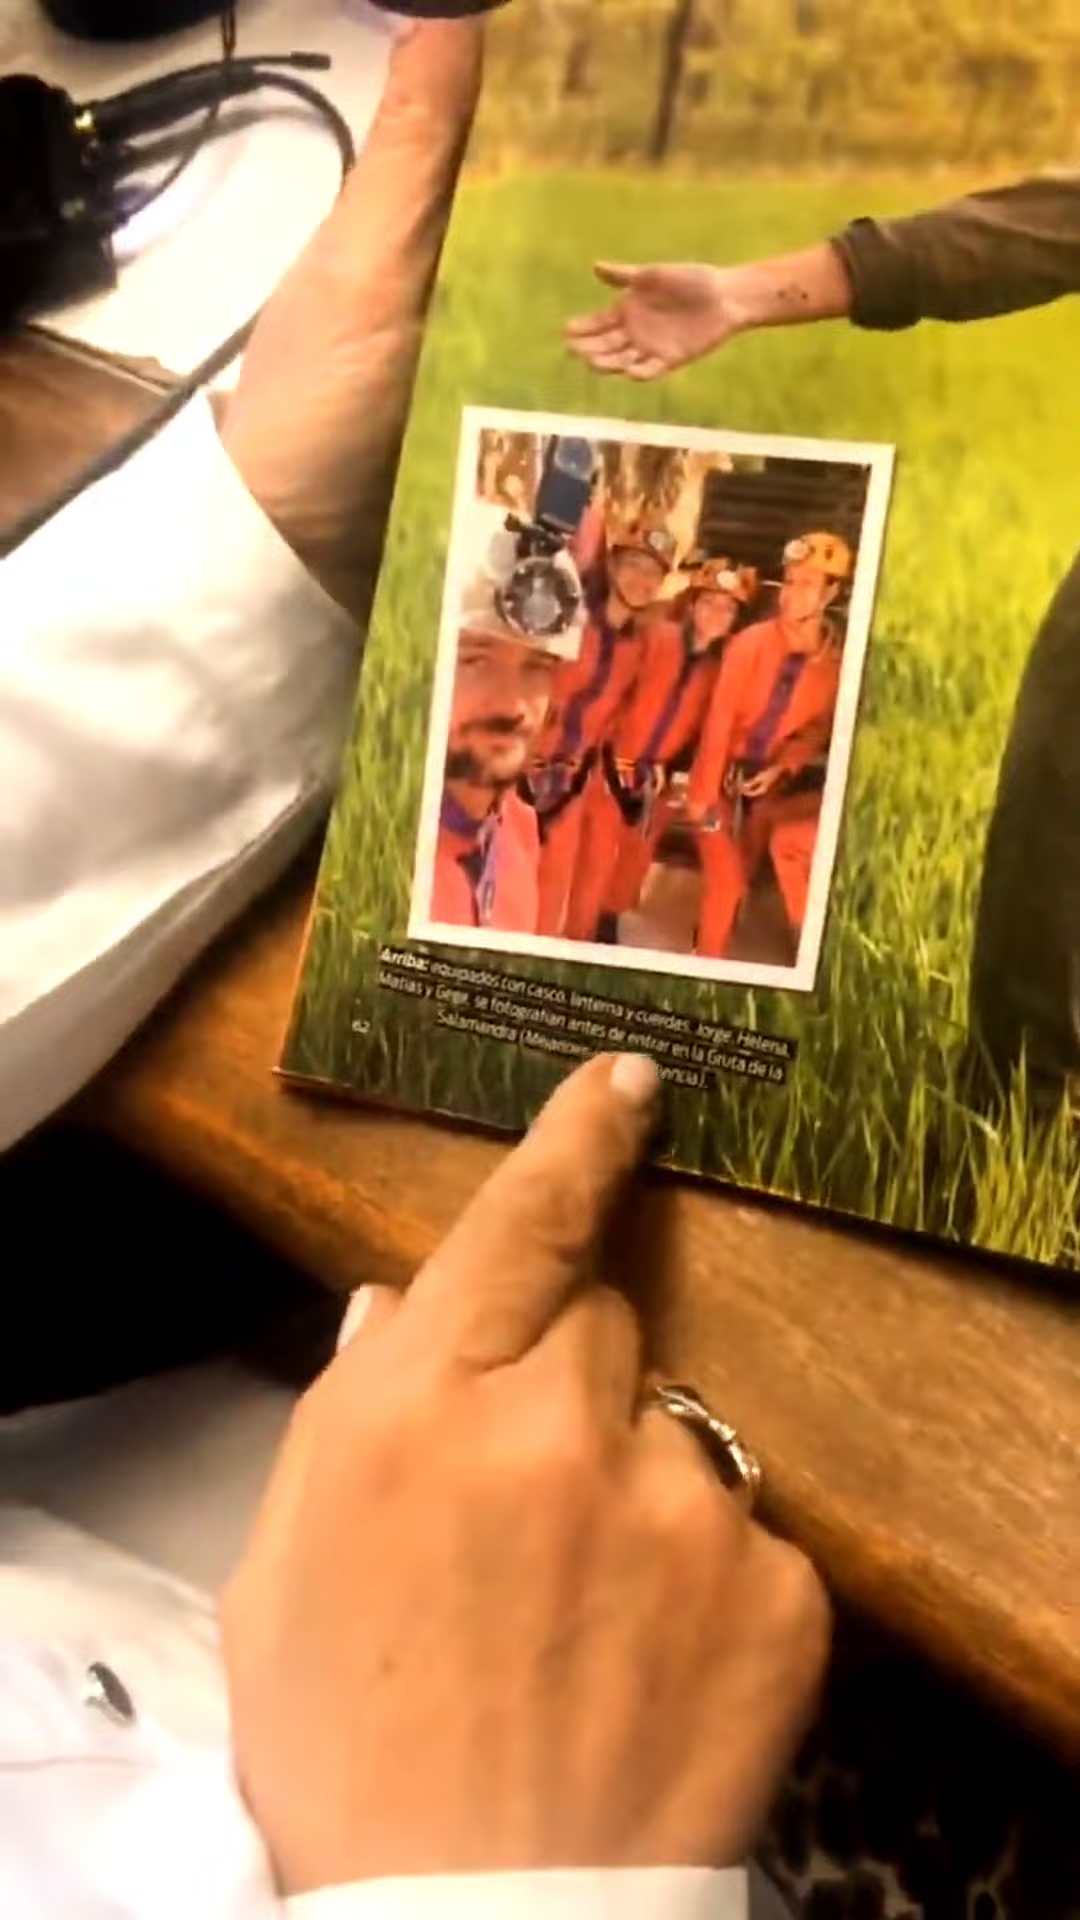 Arriba: equipados con casco, linterna y cuerdas, Jorge, Helena,
Matías y Gege, se fotografían antes de entrar en la Gruta de la
Salamandra
62